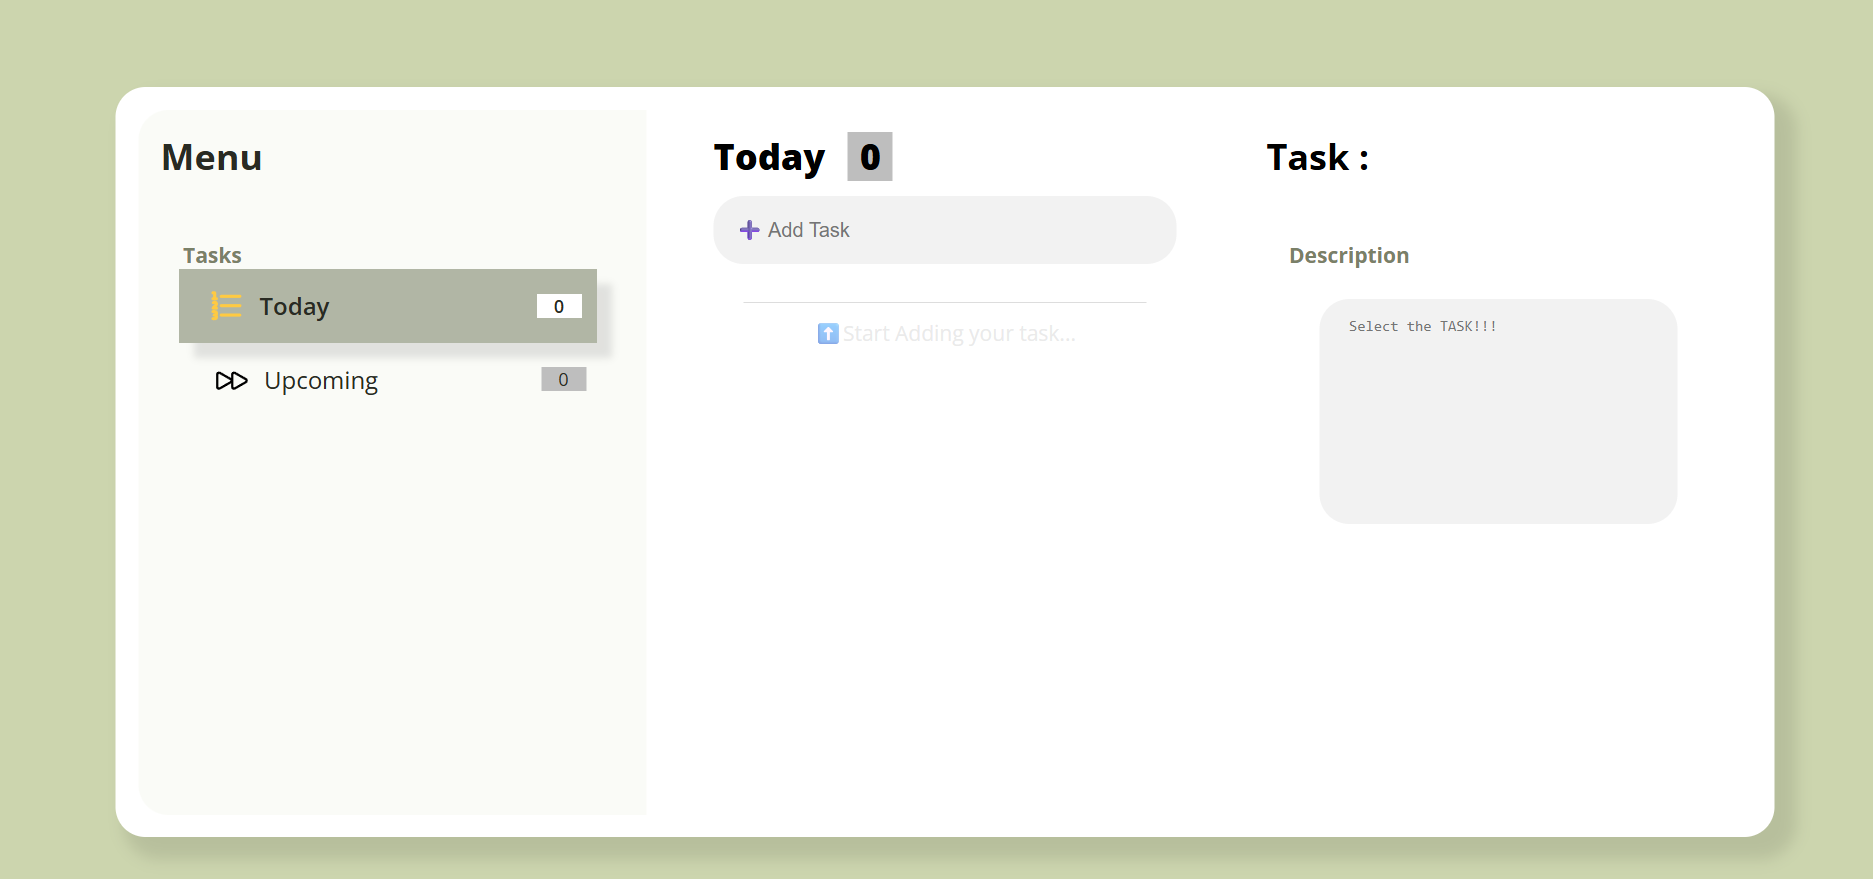 Menu
Tasks
Today 0
Upcoming 0
Today 0
➕ Add Task
⬆️ Start Adding your task...
Task :
Description
Select the TASK!!!